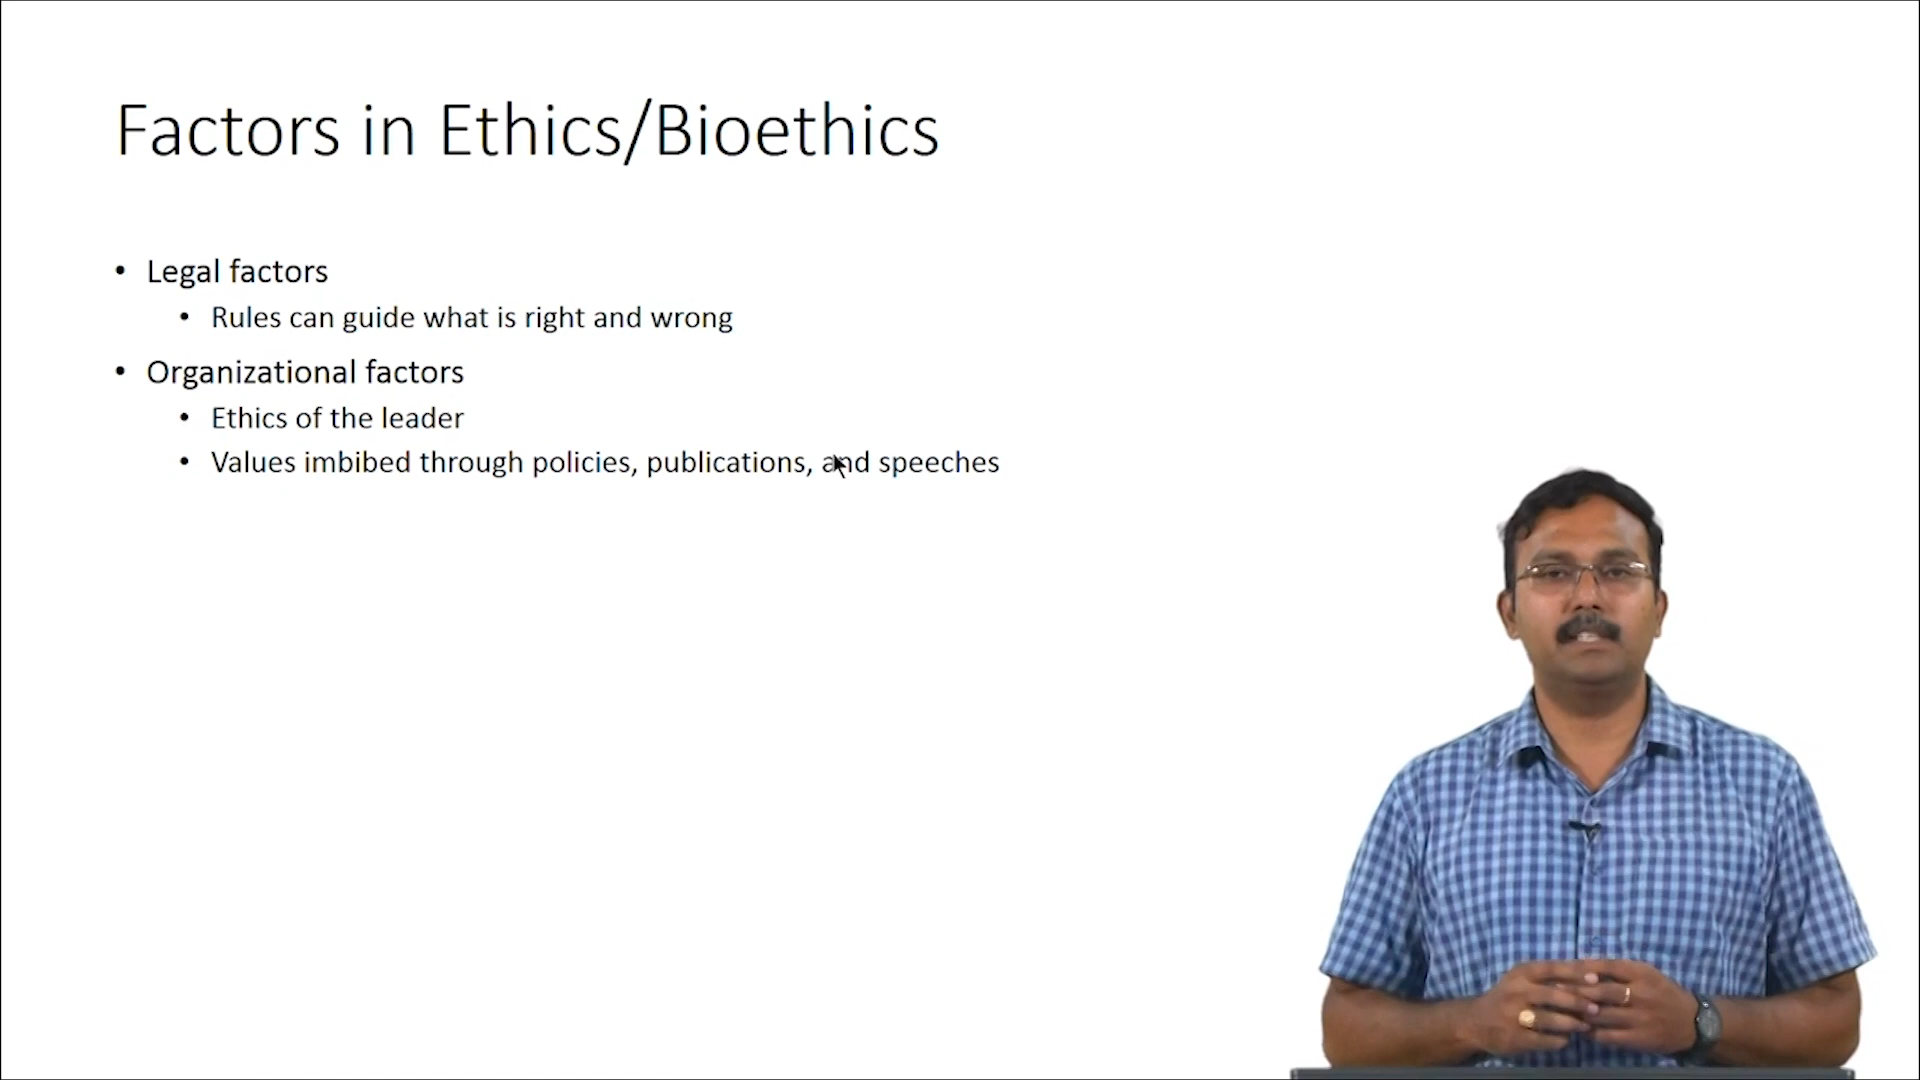 Factors in Ethics/Bioethics
• Legal factors
• Rules can guide what is right and wrong
• Organizational factors
• Ethics of the leader
• Values imbibed through policies, publications, and speeches